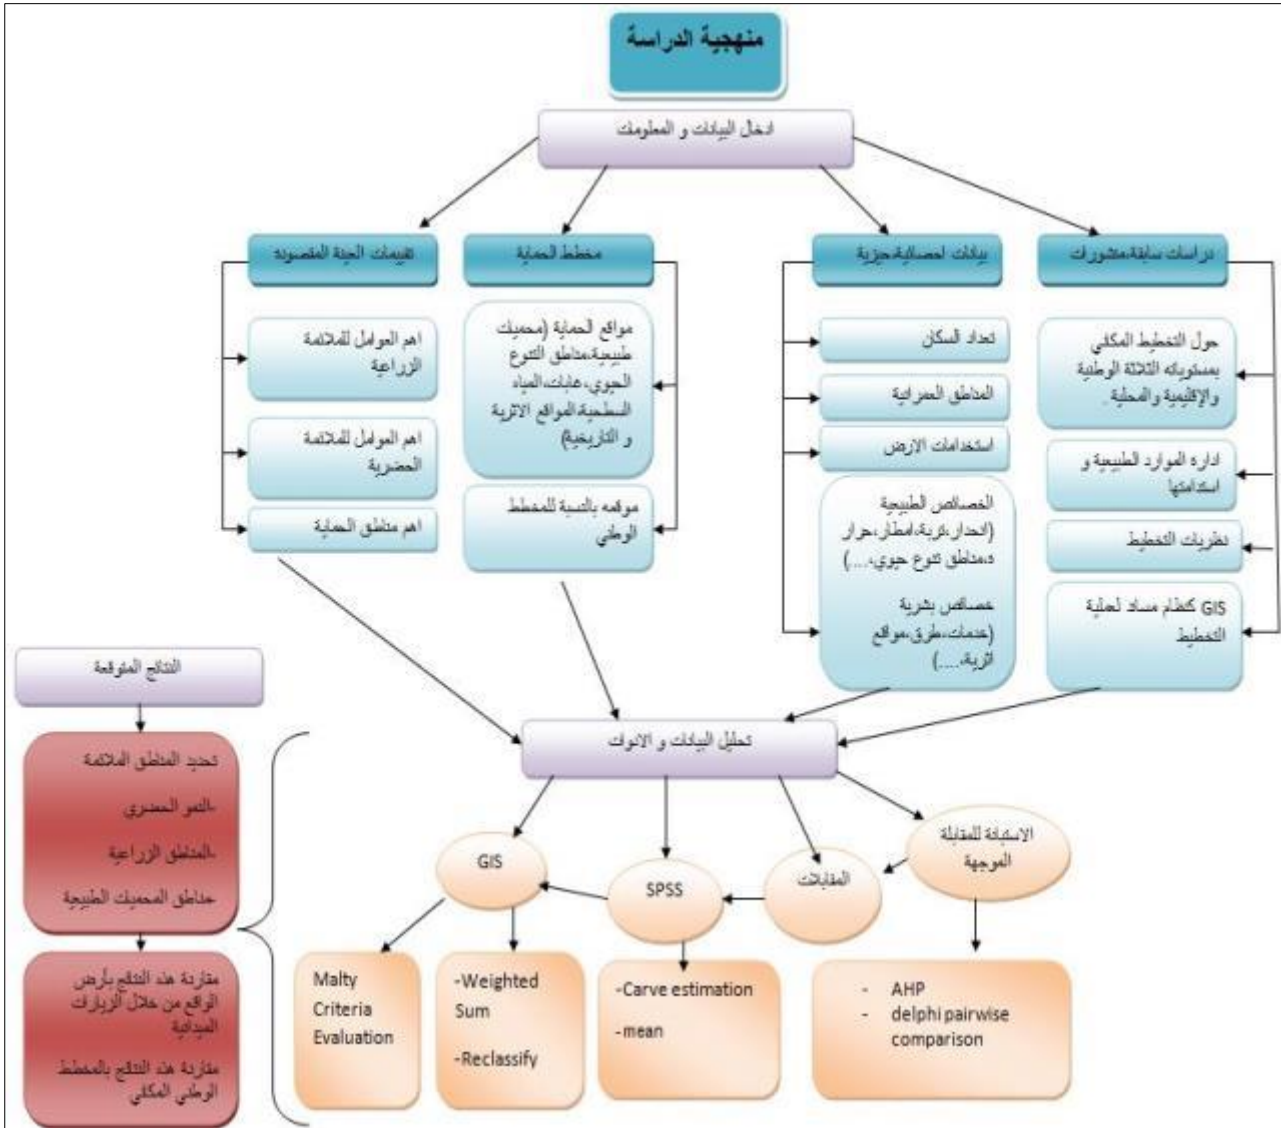 منهجية الدراسة
ادخال البيانات و المعلومات
دراسات سابقة،منشورات
حول التخطيط المكاني
بمستوياته الثلاثة الوطنية
والإقليمية والمحلية .
اداره الموارد الطبيعية و
استدامتها
نظريات التخطيط
GIS كنظام مساند لعملية
التخطيط
بيانات احصائية،حيزية
تعداد السكان
المناطق العمرانية
استخدامات الارض
الخصائص الطبيعية
(انحدار،تربة،امطار،حرار
ة،مناطق تنوع حيوي،....)
خصائص بشرية
(خدمات،طرق،مواقع
اثرية،....)
مخطط الحماية
مواقع الحماية (محميات
طبيعية،مناطق التنوع
الحيوي،غابات،المياه
السطحية،المواقع الاثرية
و التاريخية)
موقعه بالنسبة للمخطط
الوطني
تقييمات العينة المقصودة
اهم العوامل للملائمة
الزراعية
اهم العوامل للملائمة
الحضرية
اهم مناطق الحماية
تحليل البيانات و الادوات
الاستبانة للمقابلة
الموجهة
المقابلات
SPSS
GIS
- AHP
- delphi pairwise
comparison
-Carve estimation
-mean
-Weighted
Sum
-Reclassify
Malty
Criteria
Evaluation
النتائج المتوقعة
تحديد المناطق الملائمة
-النمو الحضري
-المناطق الزراعية
-مناطق المحميات الطبيعية
مقارنة هذه النتائج بأرض
الواقع من خلال الزيارات
الميدانية
مقارنة هذه النتائج بالمخطط
الوطني المكاني